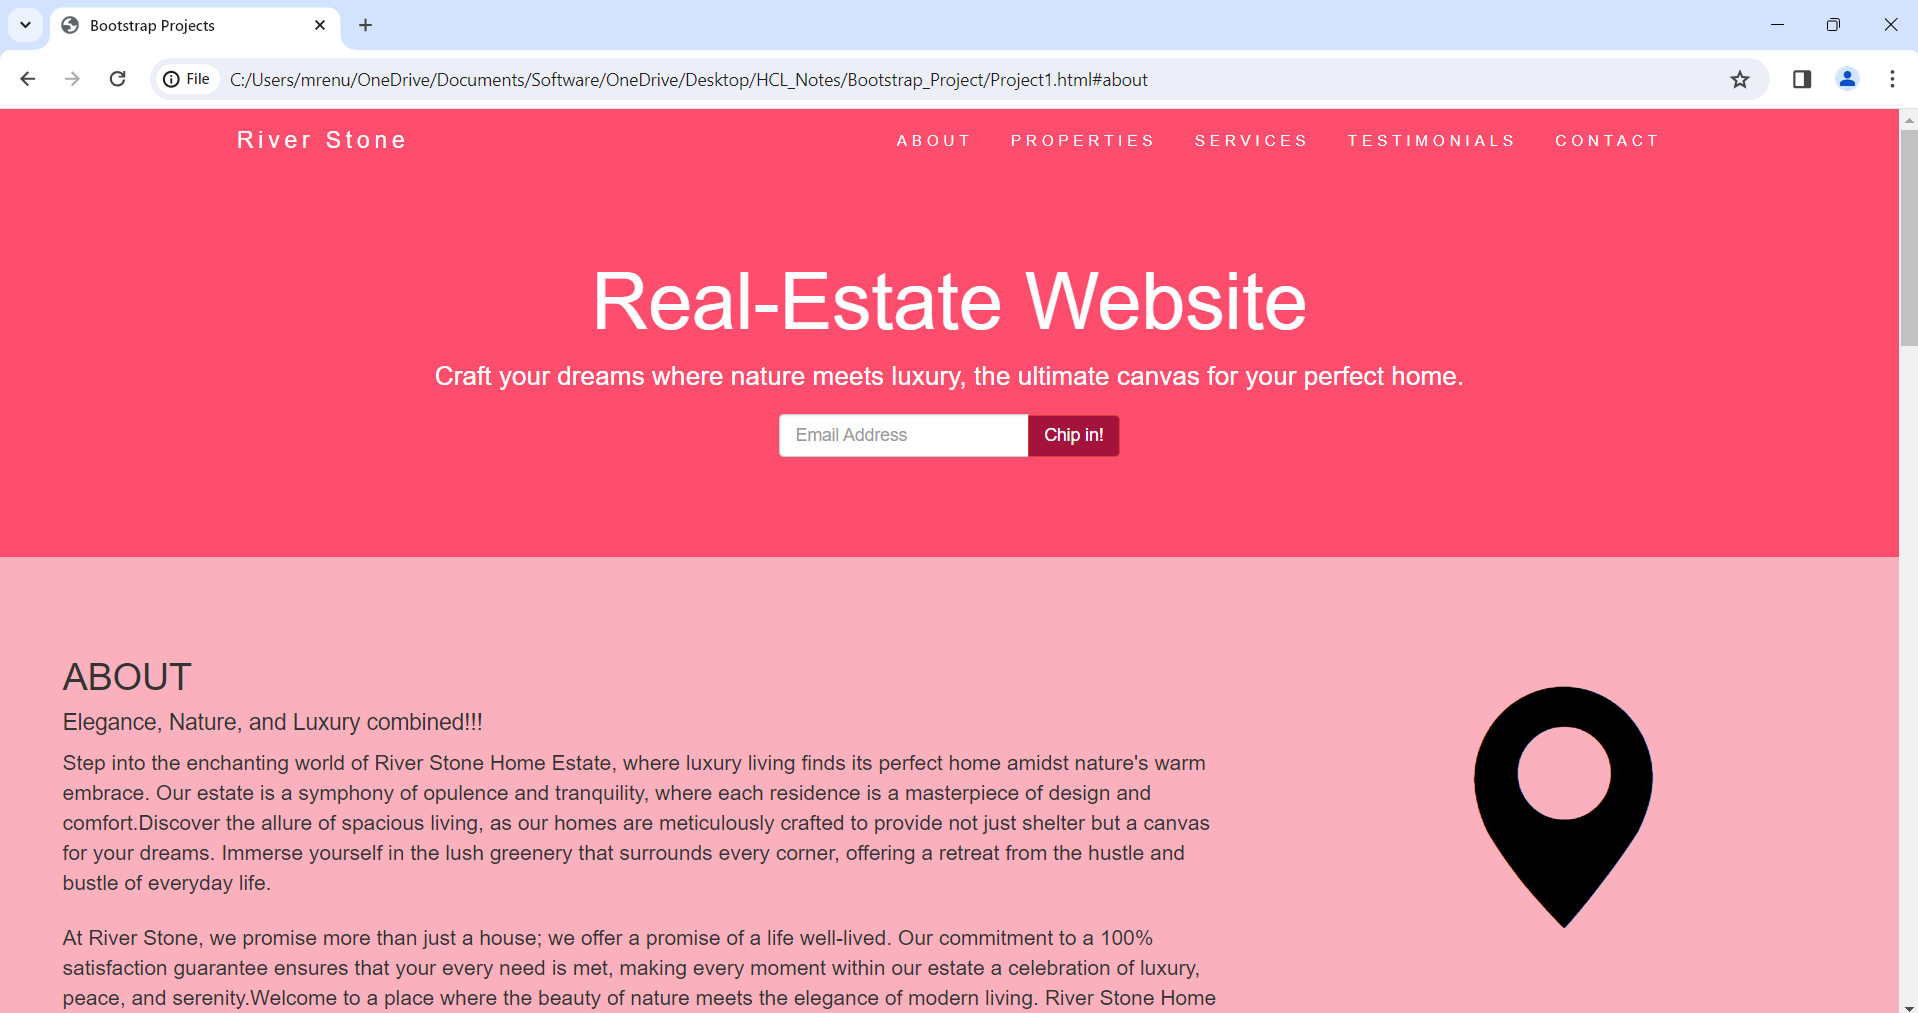 Bootstrap Projects
File C:/Users/mrenu/OneDrive/Documents/Software/OneDrive/Desktop/HCL_Notes/Bootstrap_Project/Project1.html#about
River Stone ABOUT PROPERTIES SERVICES TESTIMONIALS CONTACT
Real-Estate Website
Craft your dreams where nature meets luxury, the ultimate canvas for your perfect home.
Email Address Chip in!
ABOUT
Elegance, Nature, and Luxury combined!!!
Step into the enchanting world of River Stone Home Estate, where luxury living finds its perfect home amidst nature's warm
embrace. Our estate is a symphony of opulence and tranquility, where each residence is a masterpiece of design and
comfort.Discover the allure of spacious living, as our homes are meticulously crafted to provide not just shelter but a canvas
for your dreams. Immerse yourself in the lush greenery that surrounds every corner, offering a retreat from the hustle and
bustle of everyday life.
At River Stone, we promise more than just a house; we offer a promise of a life well-lived. Our commitment to a 100%
satisfaction guarantee ensures that your every need is met, making every moment within our estate a celebration of luxury,
peace, and serenity.Welcome to a place where the beauty of nature meets the elegance of modern living. River Stone Home